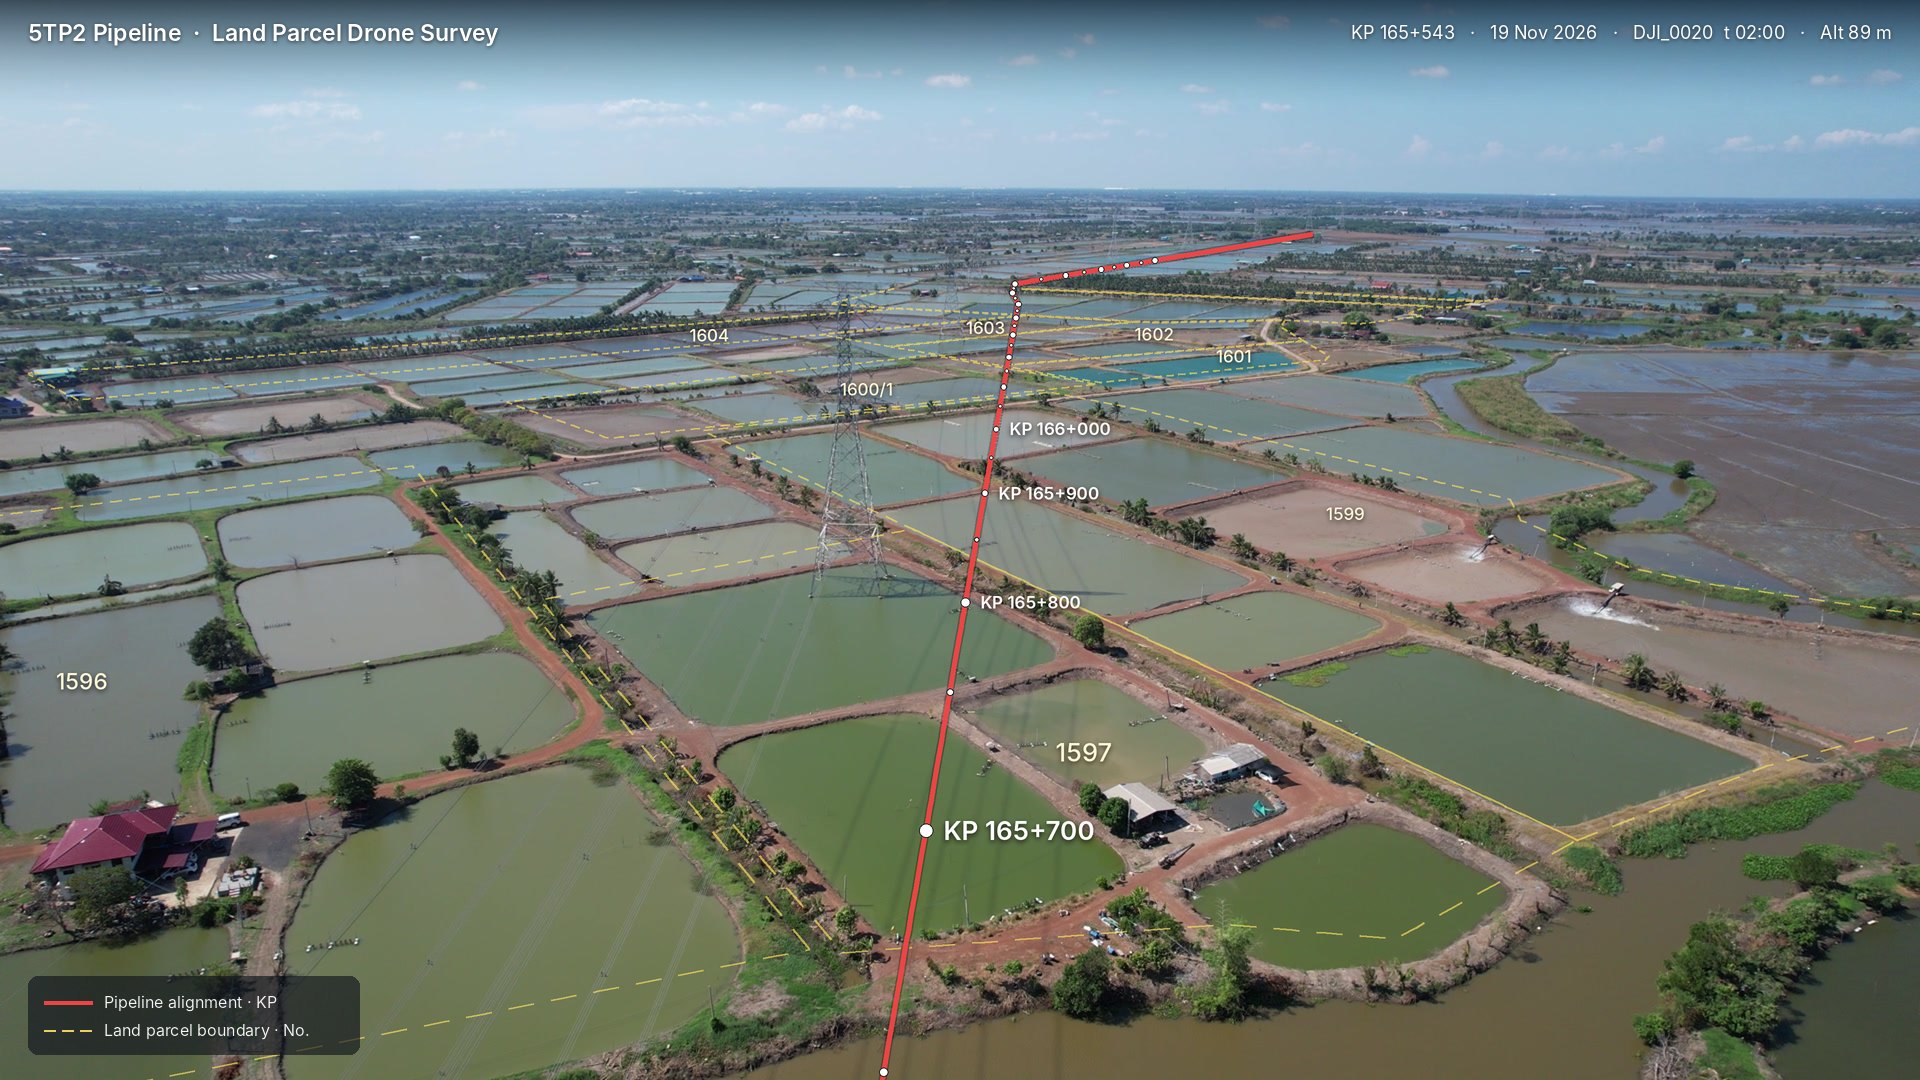 5TP2 Pipeline · Land Parcel Drone Survey
KP 165+543 · 19 Nov 2026 · DJI_0020 t 02:00 · Alt 89 m
1604
1603
1602
1601
1600/1
KP 166+000
KP 165+900
1599
KP 165+800
1596
1597
KP 165+700
Pipeline alignment · KP
Land parcel boundary · No.